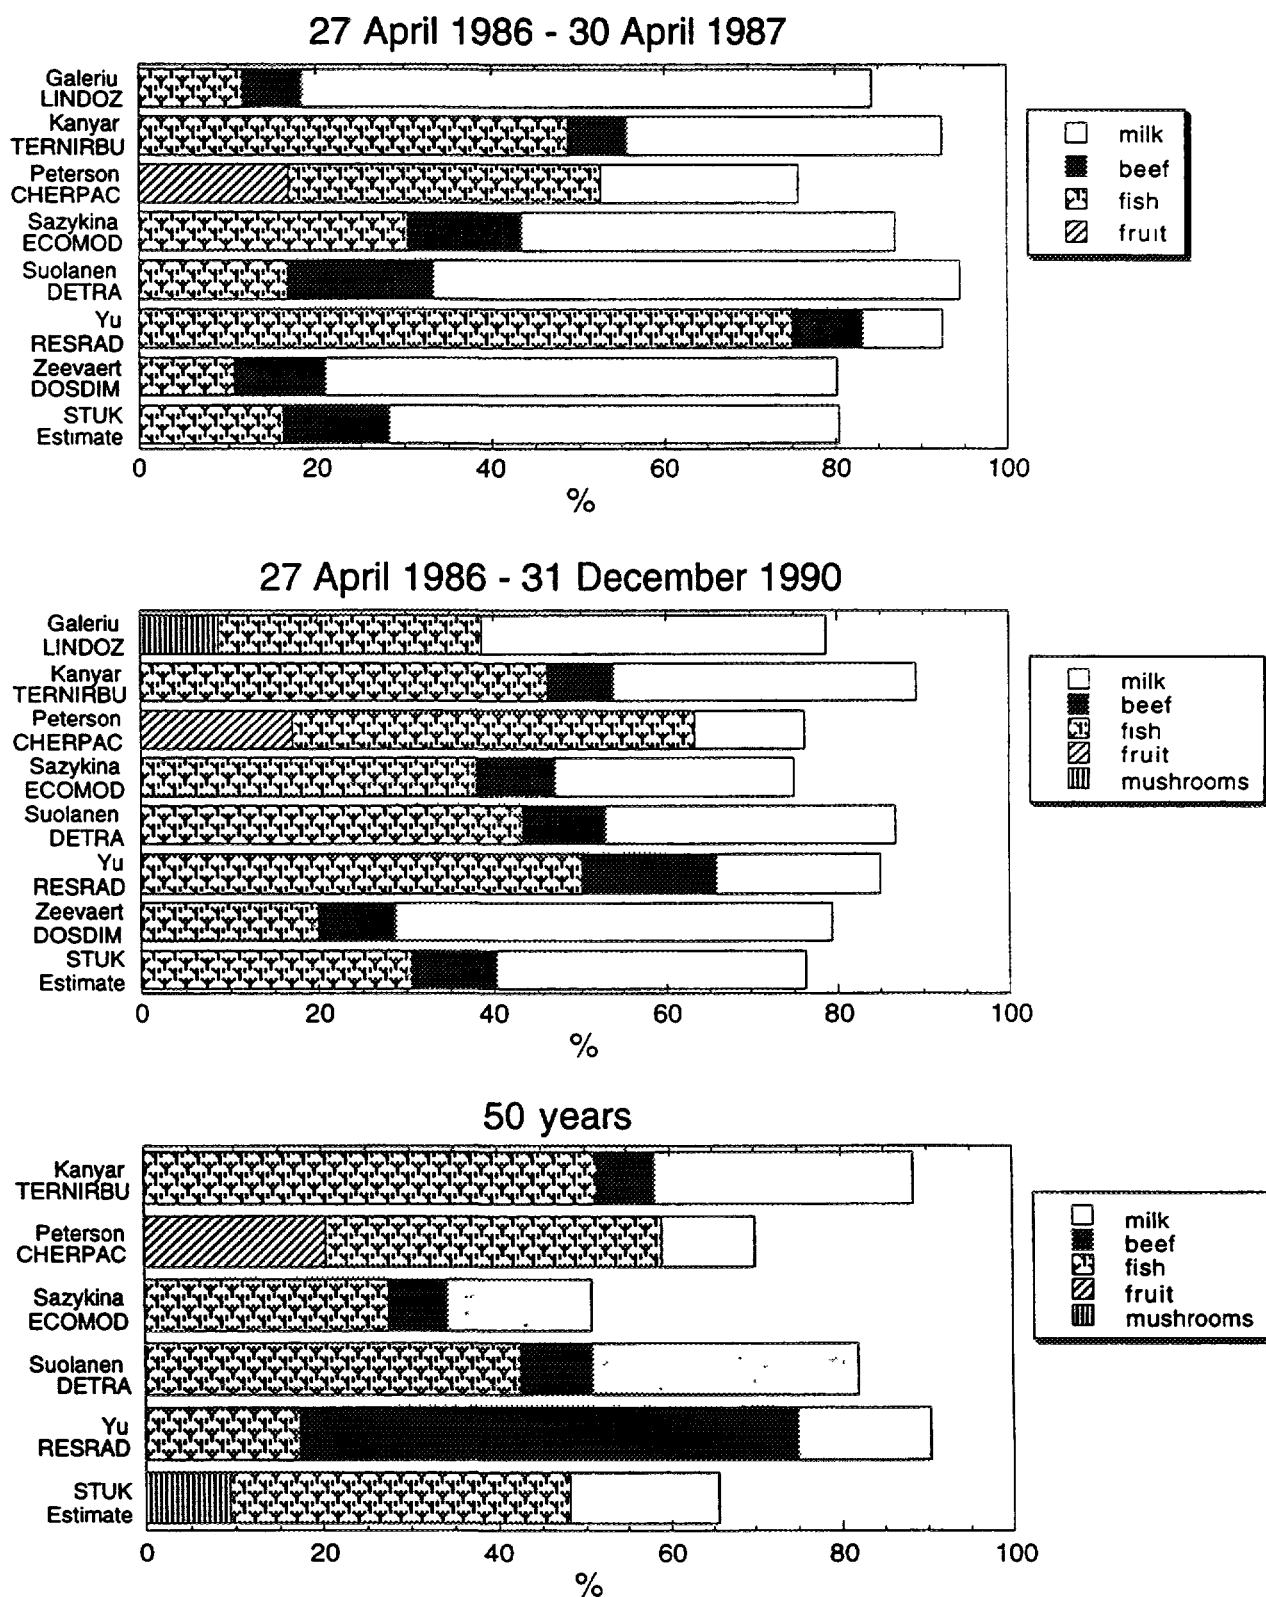 27 April 1986 - 30 April 1987
Galeriu
LINDOZ
Kanyar
TERNIRBU
Peterson
CHERPAC
Sazykina
ECOMOD
Suolanen
DETRA
Yu
RESRAD
Zeevaert
DOSDIM
STUK
Estimate
0 20 40 60 80 100
%
milk
beef
fish
fruit
27 April 1986 - 31 December 1990
Galeriu
LINDOZ
Kanyar
TERNIRBU
Peterson
CHERPAC
Sazykina
ECOMOD
Suolanen
DETRA
Yu
RESRAD
Zeevaert
DOSDIM
STUK
Estimate
0 20 40 60 80 100
%
milk
beef
fish
fruit
mushrooms
50 years
Kanyar
TERNIRBU
Peterson
CHERPAC
Sazykina
ECOMOD
Suolanen
DETRA
Yu
RESRAD
STUK
Estimate
0 20 40 60 80 100
%
milk
beef
fish
fruit
mushrooms